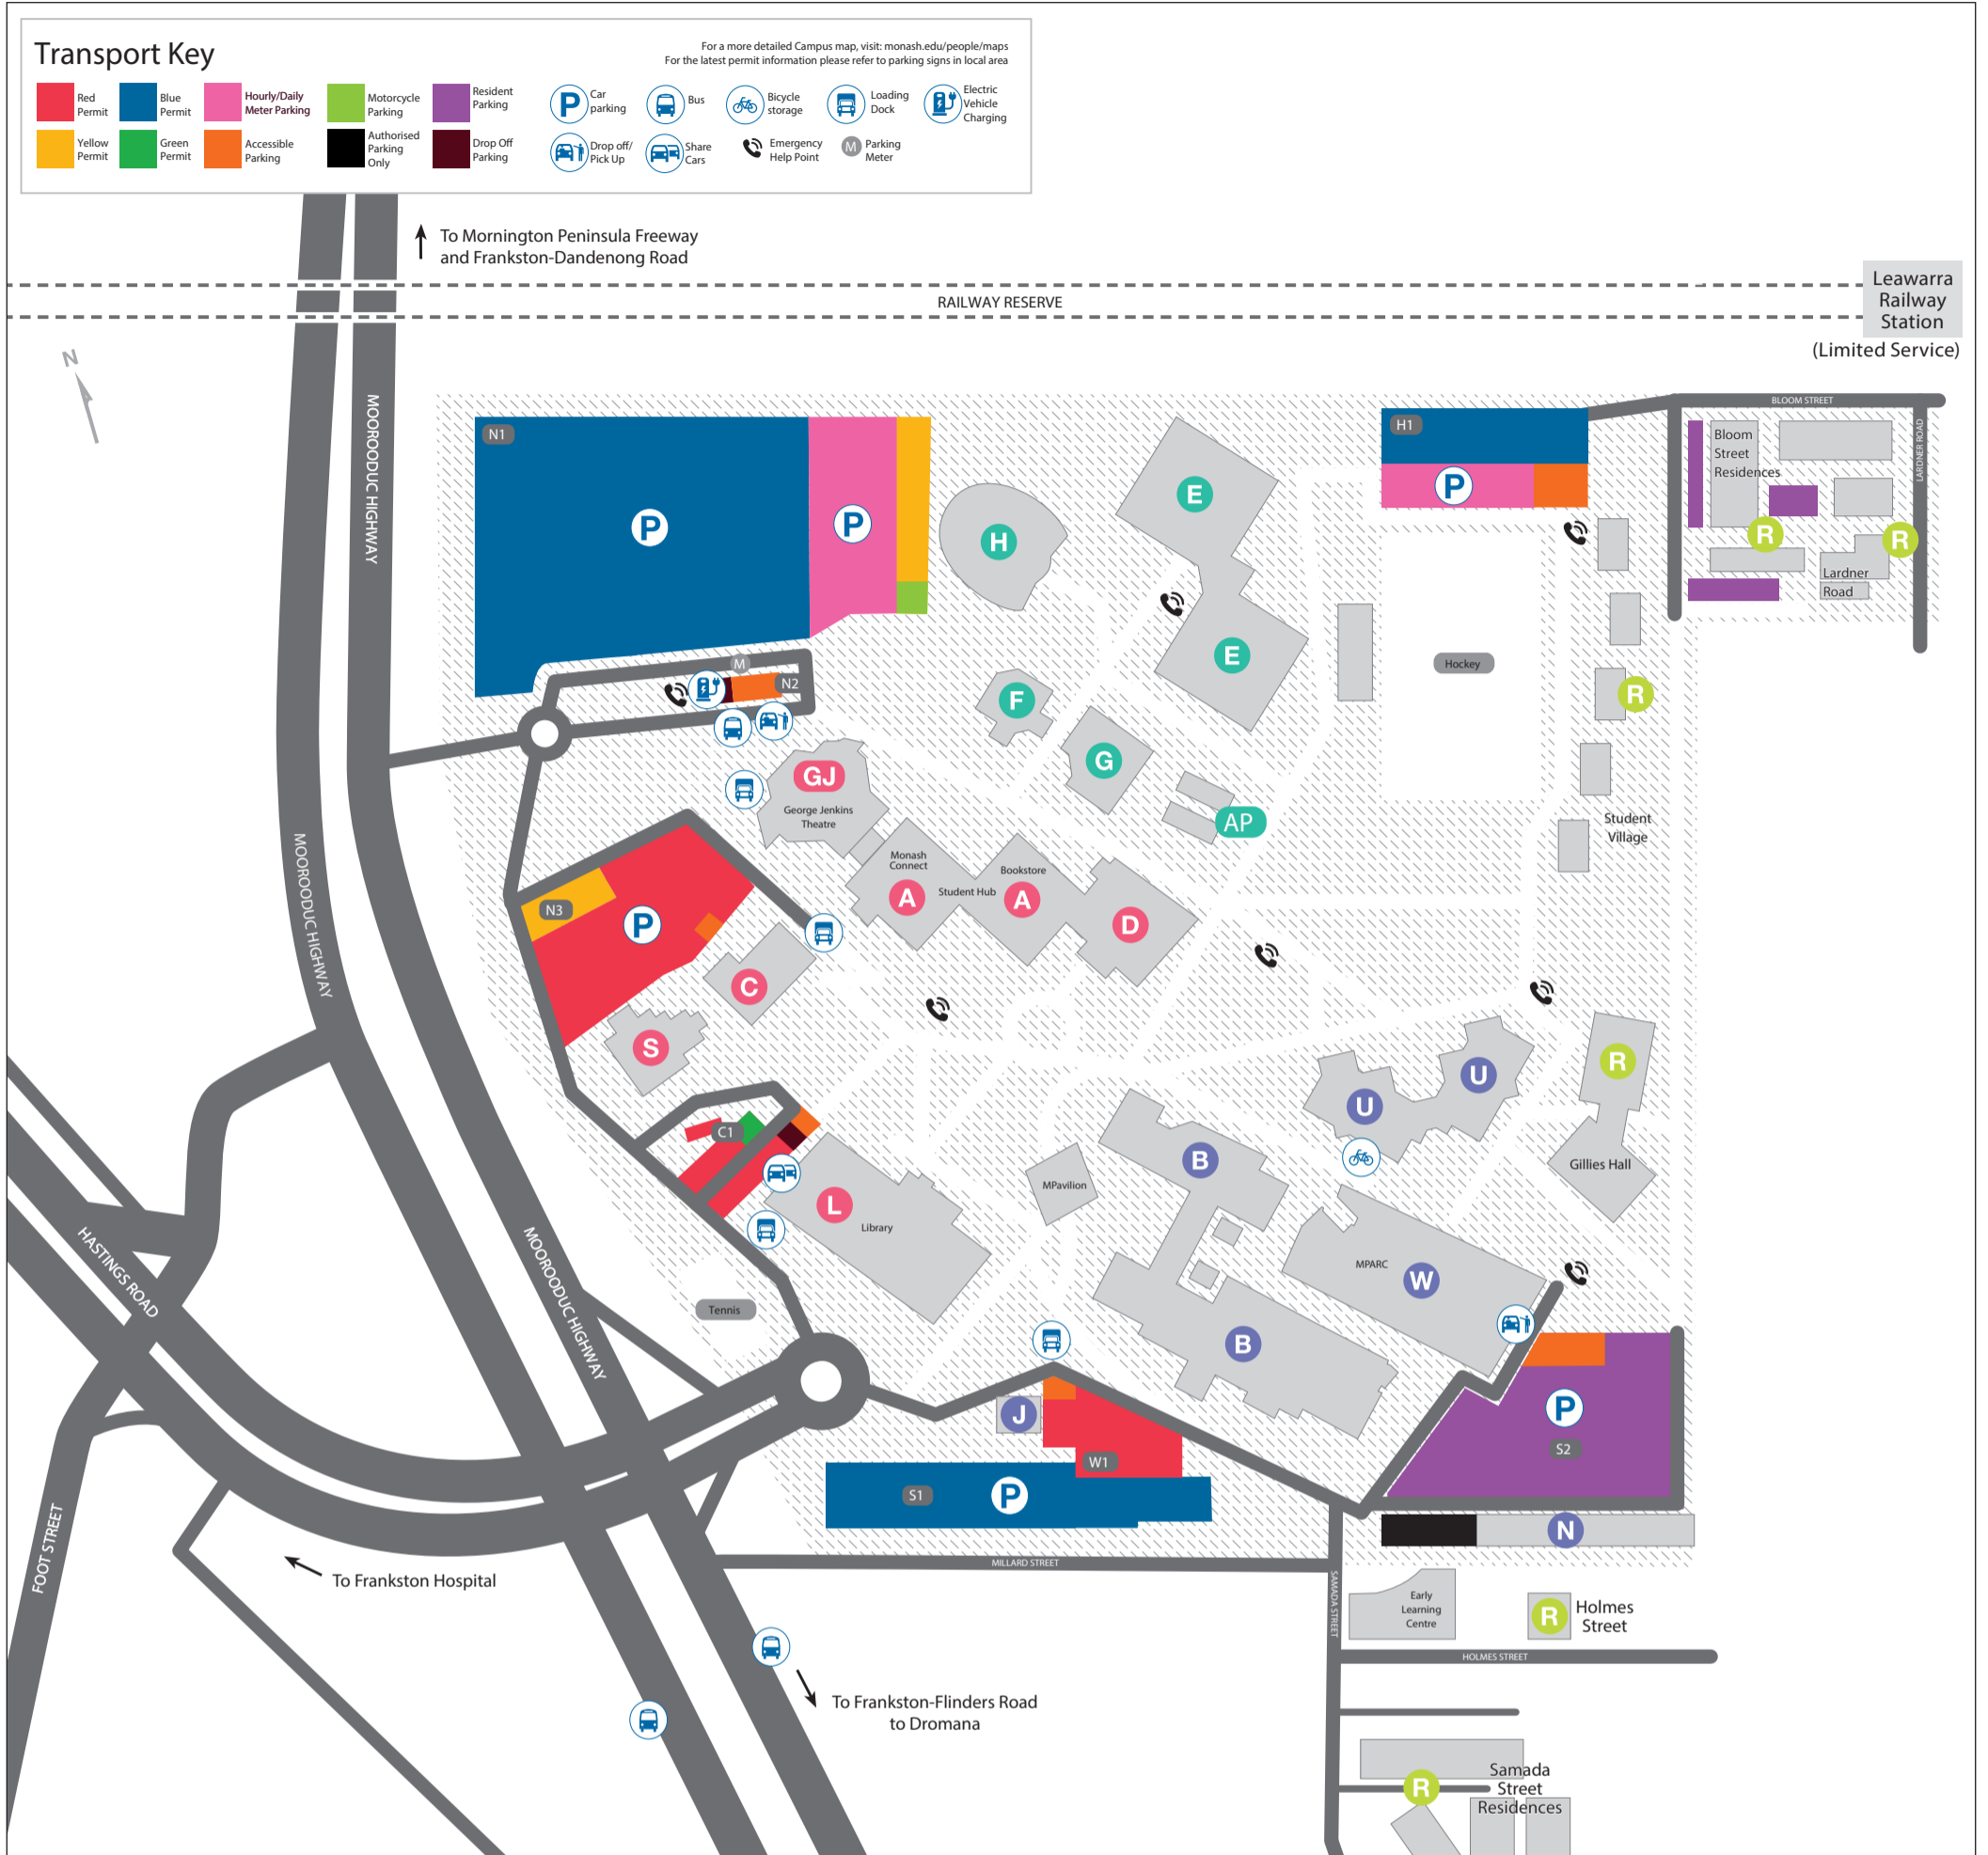 Transport Key
For a more detailed Campus map, visit: monash.edu/people/maps
For the latest permit information please refer to parking signs in local area
Red
Permit
Blue
Permit
Hourly/Daily
Meter Parking
Motorcycle
Parking
Resident
Parking
P
Car
parking
Bus
Bicycle
storage
Loading
Dock
Electric
Vehicle
Charging
Yellow
Permit
Green
Permit
Accessible
Parking
Authorised
Parking
Only
Drop Off
Parking
Drop off/
Pick Up
Share
Cars
Emergency
Help Point
M
Parking
Meter
To Mornington Peninsula Freeway
and Frankston-Dandenong Road
RAILWAY RESERVE
Leawarra
Railway
Station
(Limited Service)
N
MOOROODUC HIGHWAY
BLOOM STREET
LARDNER ROAD
N1
P
P
H1
P
Bloom
Street
Residences
R
R
Lardner
Road
E
H
E
Hockey
R
M
N2
F
G
AP
GJ
George Jenkins
Theatre
Student
Village
Monash
Connect
A
Student Hub
Bookstore
A
D
MOOROODUC HIGHWAY
N3
P
C
S
R
U
U
C1
B
Gillies Hall
MPavilion
L
Library
HASTINGS ROAD
MOOROODUC HIGHWAY
MPARC
W
Tennis
B
J
P
S2
W1
S1
P
N
FOOT STREET
To Frankston Hospital
MILLARD STREET
SAMADA STREET
Early
Learning
Centre
R
Holmes
Street
HOLMES STREET
To Frankston-Flinders Road
to Dromana
R
Samada
Street
Residences